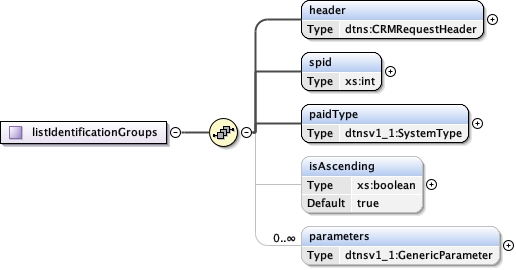 header
Type dtns:CRMRequestHeader
spid
Type xs:int
listIdentificationGroups
paidType
Type dtnsv1_1:SystemType
isAscending
Type xs:boolean
Default true
0..∞
parameters
Type dtnsv1_1:GenericParameter